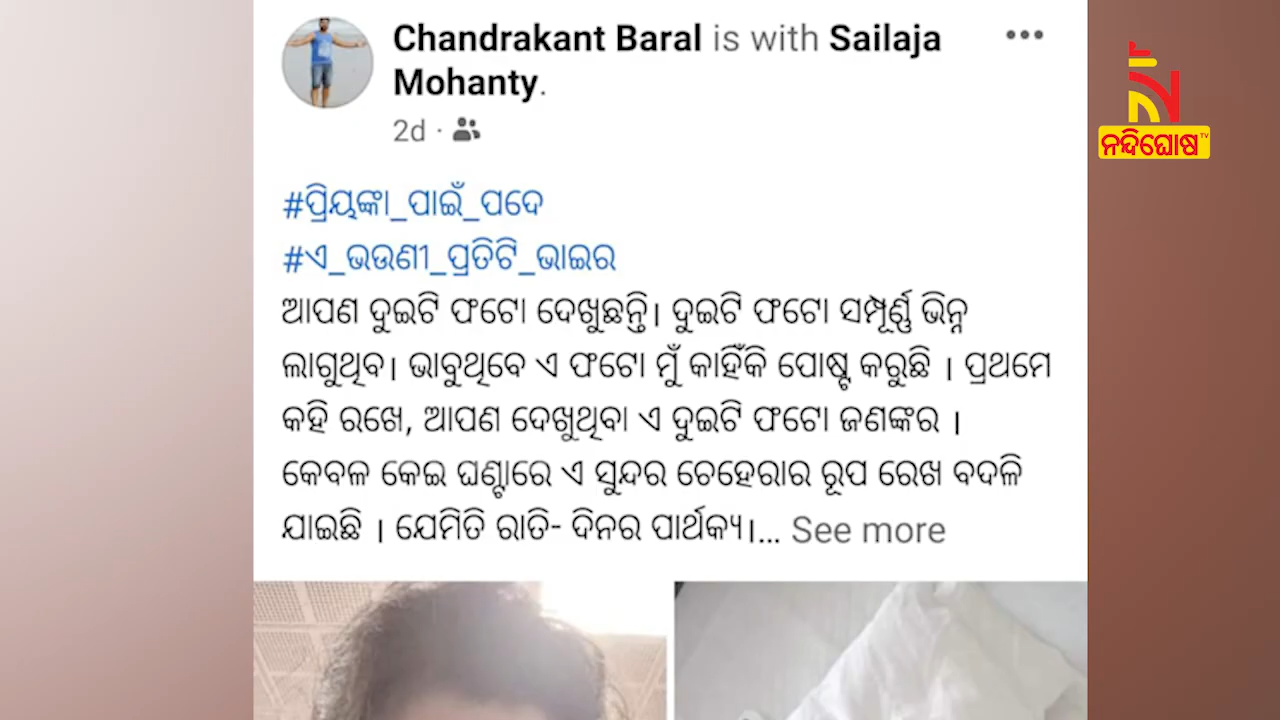 Chandrakant Baral is with Sailaja
Mohanty.
2d ·
#ପ୍ରିୟଙ୍କା_ପାଇଁ_ପଦେ
#ଏ_ଭଉଣୀ_ପ୍ରତିଟି_ଭାଇର
ଆପଣ ଦୁଇଟି ଫଟୋ ଦେଖୁଛନ୍ତି। ଦୁଇଟି ଫଟୋ ସମ୍ପୂର୍ଣ୍ଣ ଭିନ୍ନ
ଲାଗୁଥିବ। ଭାବୁଥିବେ ଏ ଫଟୋ ମୁଁ କାହିଁକି ପୋଷ୍ଟ କରୁଛି । ପ୍ରଥମେ
କହି ରଖେ, ଆପଣ ଦେଖୁଥିବା ଏ ଦୁଇଟି ଫଟୋ ଜଣଙ୍କର ।
କେବଳ କେଇ ଘଣ୍ଟାରେ ଏ ସୁନ୍ଦର ଚେହେରାର ରୂପ ରେଖ ବଦଳି
ଯାଇଛି । ଯେମିତି ରାତି- ଦିନର ପାର୍ଥକ୍ୟ।... See more
ନନ୍ଦିଘୋଷ TV